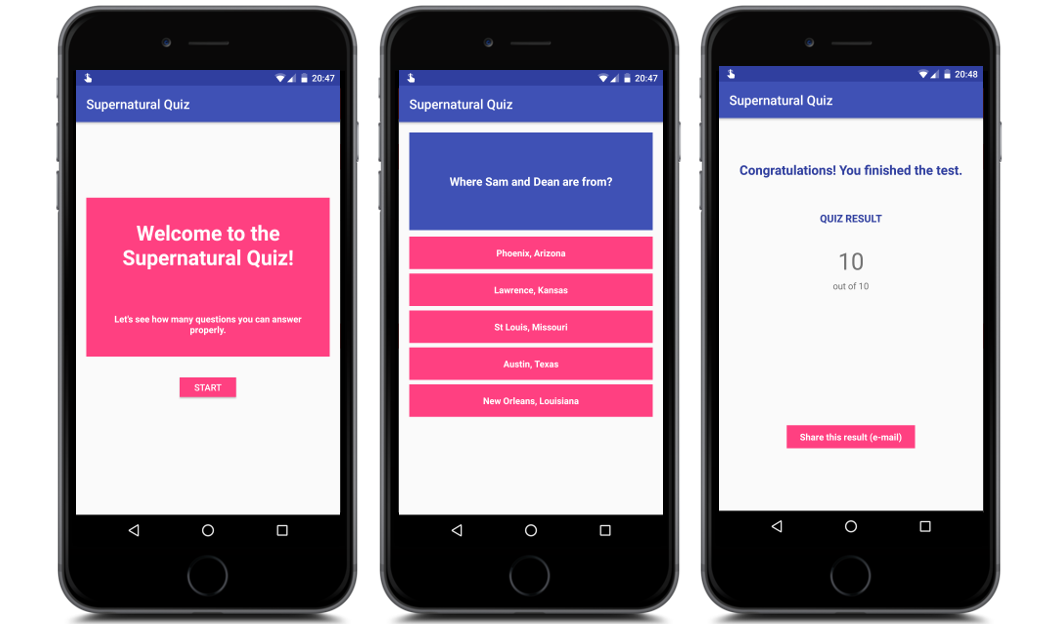 20:47
Supernatural Quiz
Welcome to the
Supernatural Quiz!
Let's see how many questions you can answer
properly.
START
20:47
Supernatural Quiz
Where Sam and Dean are from?
Phoenix, Arizona
Lawrence, Kansas
St Louis, Missouri
Austin, Texas
New Orleans, Louisiana
20:48
Supernatural Quiz
Congratulations! You finished the test.
QUIZ RESULT
10
out of 10
Share this result (e-mail)